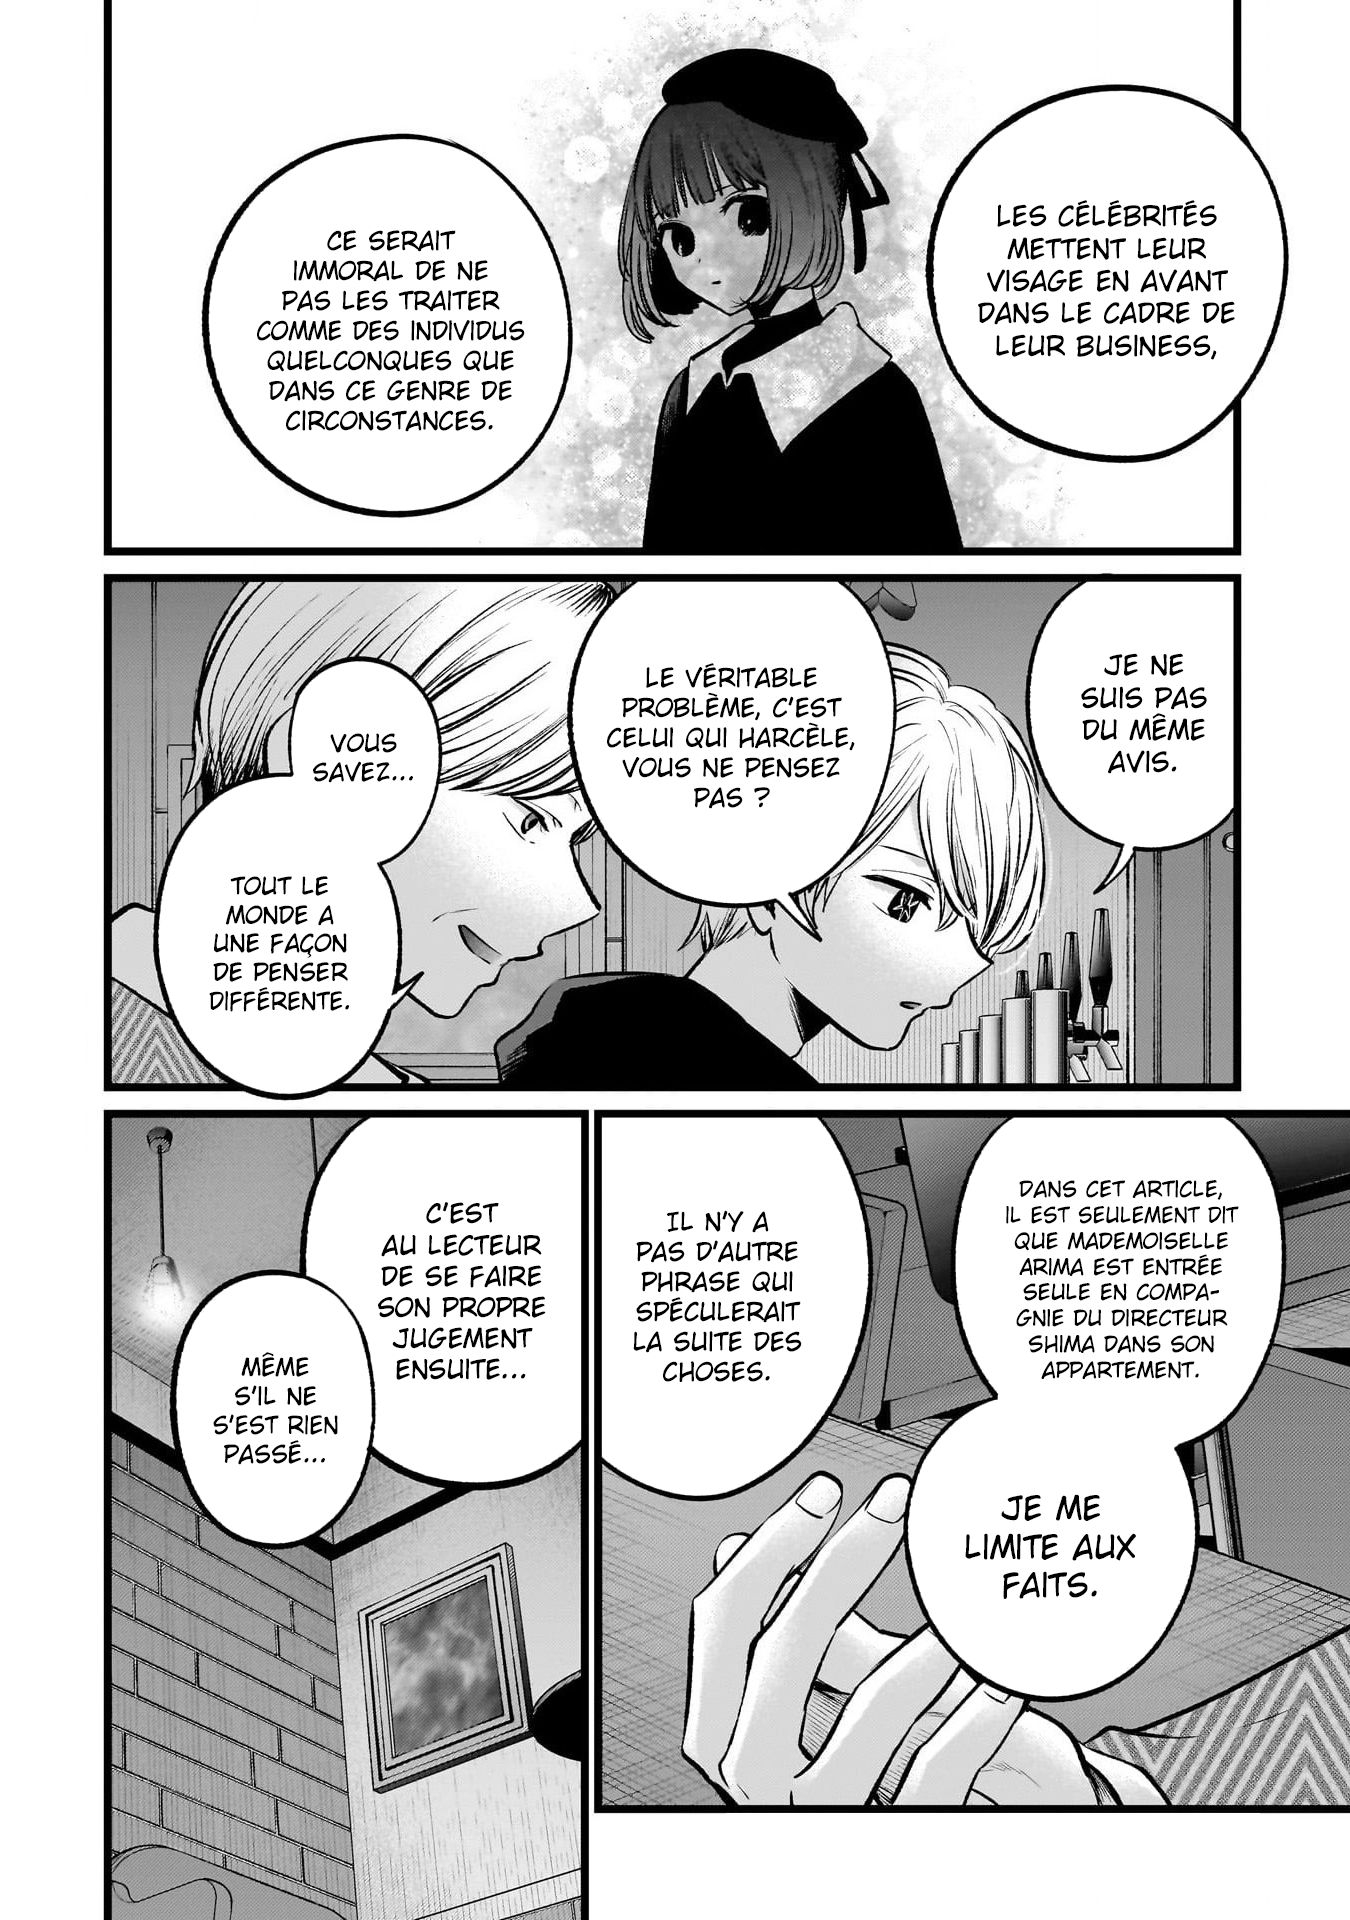 LES CÉLÉBRITÉS
METTENT LEUR
VISAGE EN AVANT
DANS LE CADRE DE
LEUR BUSINESS,
CE SERAIT
IMMORAL DE NE
PAS LES TRAITER
COMME DES INDIVIDUS
QUELCONQUES QUE
DANS CE GENRE DE
CIRCONSTANCES.
JE NE
SUIS PAS
DU MÊME
AVIS.
LE VÉRITABLE
PROBLÈME, C'EST
CELUI QUI HARCÈLE,
VOUS NE PENSEZ
PAS ?
VOUS
SAVEZ...
TOUT LE
MONDE A
UNE FAÇON
DE PENSER
DIFFÉRENTE.
DANS CET ARTICLE,
IL EST SEULEMENT DIT
QUE MADEMOISELLE
ARIMA EST ENTRÉE
SEULE EN COMPA-
GNIE DU DIRECTEUR
SHIMA DANS SON
APPARTEMENT.
JE ME
LIMITE AUX
FAITS.
IL N'Y A
PAS D'AUTRE
PHRASE QUI
SPÉCULERAIT
LA SUITE DES
CHOSES.
C'EST
AU LECTEUR
DE SE FAIRE
SON PROPRE
JUGEMENT
ENSUITE...
MÊME
S'IL NE
S'EST RIEN
PASSÉ...